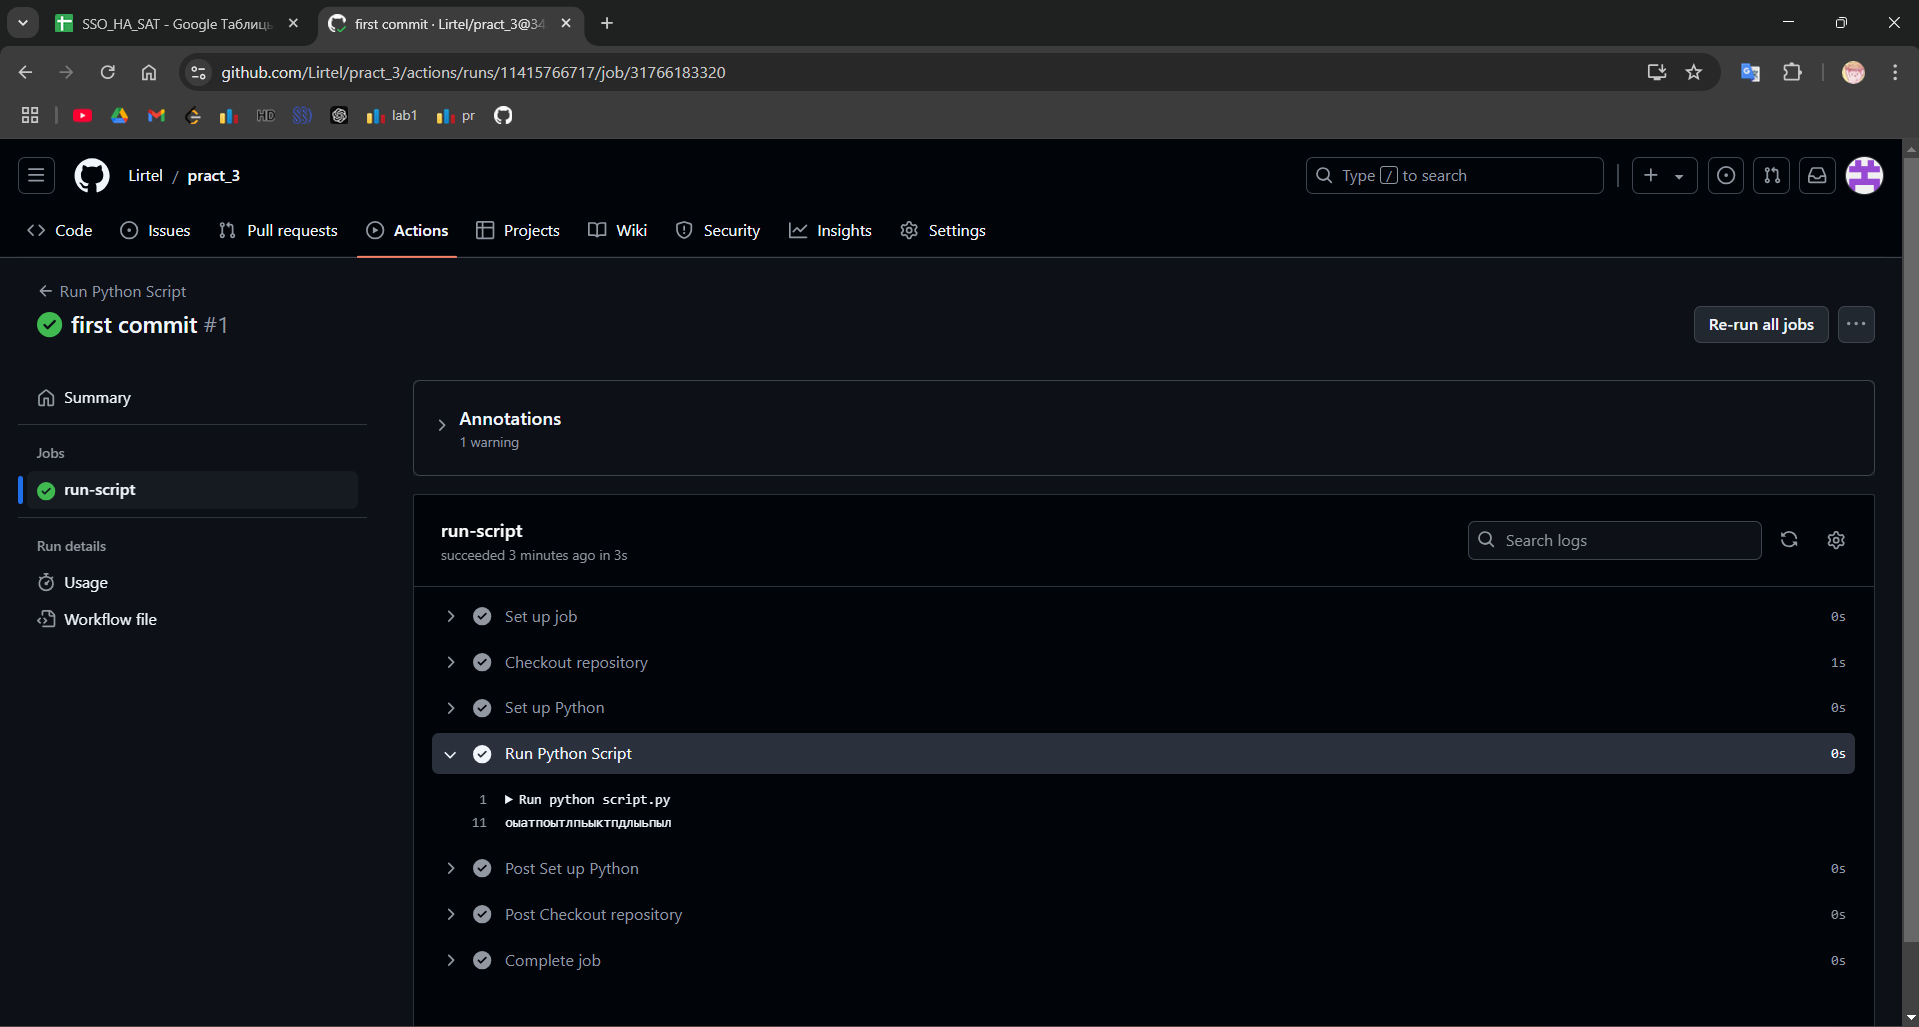 SSO_HA_SAT - Google Таблиць
first commit · Lirtel/pract_3@34
github.com/Lirtel/pract_3/actions/runs/11415766717/job/31766183320
HD
lab1
pr
Lirtel / pract_3
Type / to search
Code
Issues
Pull requests
Actions
Projects
Wiki
Security
Insights
Settings
Run Python Script
first commit #1
Re-run all jobs
Summary
Jobs
run-script
Run details
Usage
Workflow file
Annotations
1 warning
run-script
succeeded 3 minutes ago in 3s
Search logs
Set up job 0s
Checkout repository 1s
Set up Python 0s
Run Python Script 0s
1 Run python script.py
11 оыатпоытлпьыктпдлыьпыл
Post Set up Python 0s
Post Checkout repository 0s
Complete job 0s